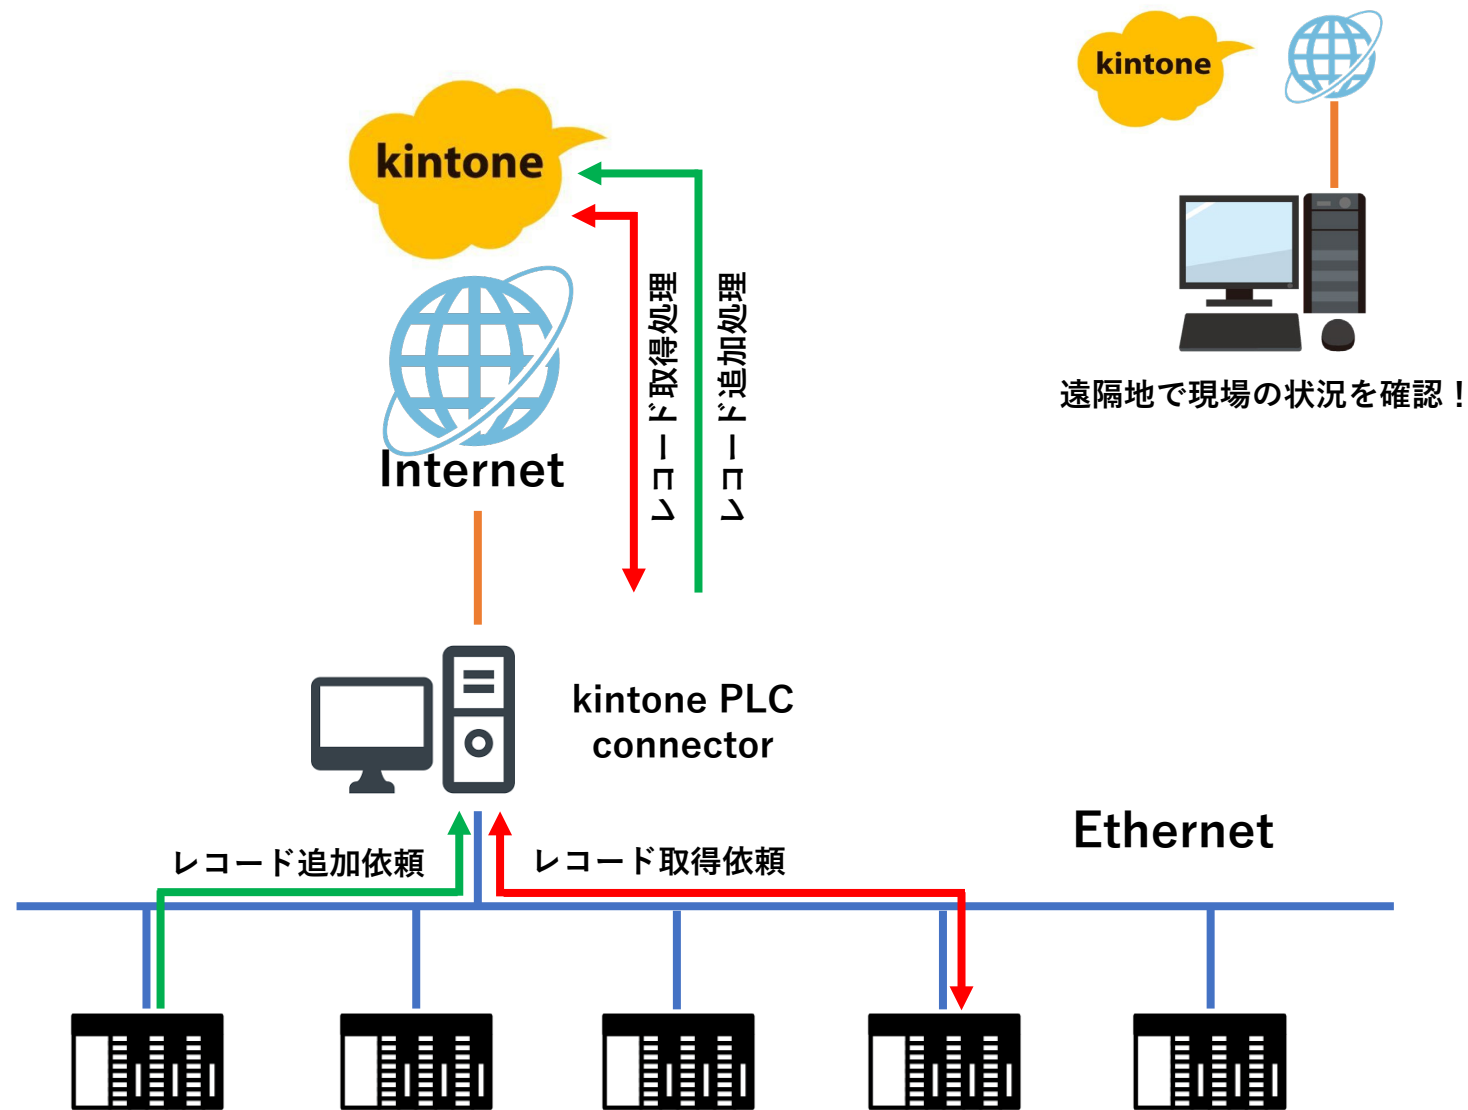 kintone
kintone
レコード取得処理
レコード追加処理
遠隔地で現場の状況を確認！
Internet
kintone PLC
connector
Ethernet
レコード追加依頼
レコード取得依頼